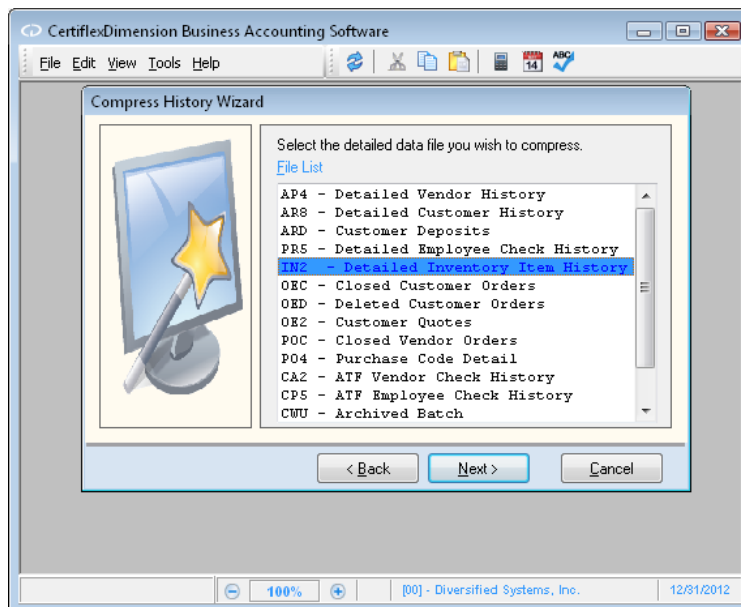 CertiflexDimension Business Accounting Software
File Edit View Tools Help
14
ABC
Compress History Wizard
Select the detailed data file you wish to compress.
File List
AP4 - Detailed Vendor History
AR8 - Detailed Customer History
ARD - Customer Deposits
PR5 - Detailed Employee Check History
IN2 - Detailed Inventory Item History
OEC - Closed Customer Orders
OED - Deleted Customer Orders
OE2 - Customer Quotes
POC - Closed Vendor Orders
PO4 - Purchase Code Detail
CA2 - ATF Vendor Check History
CP5 - ATF Employee Check History
CWU - Archived Batch
< Back Next > Cancel
100% [00] - Diversified Systems, Inc. 12/31/2012